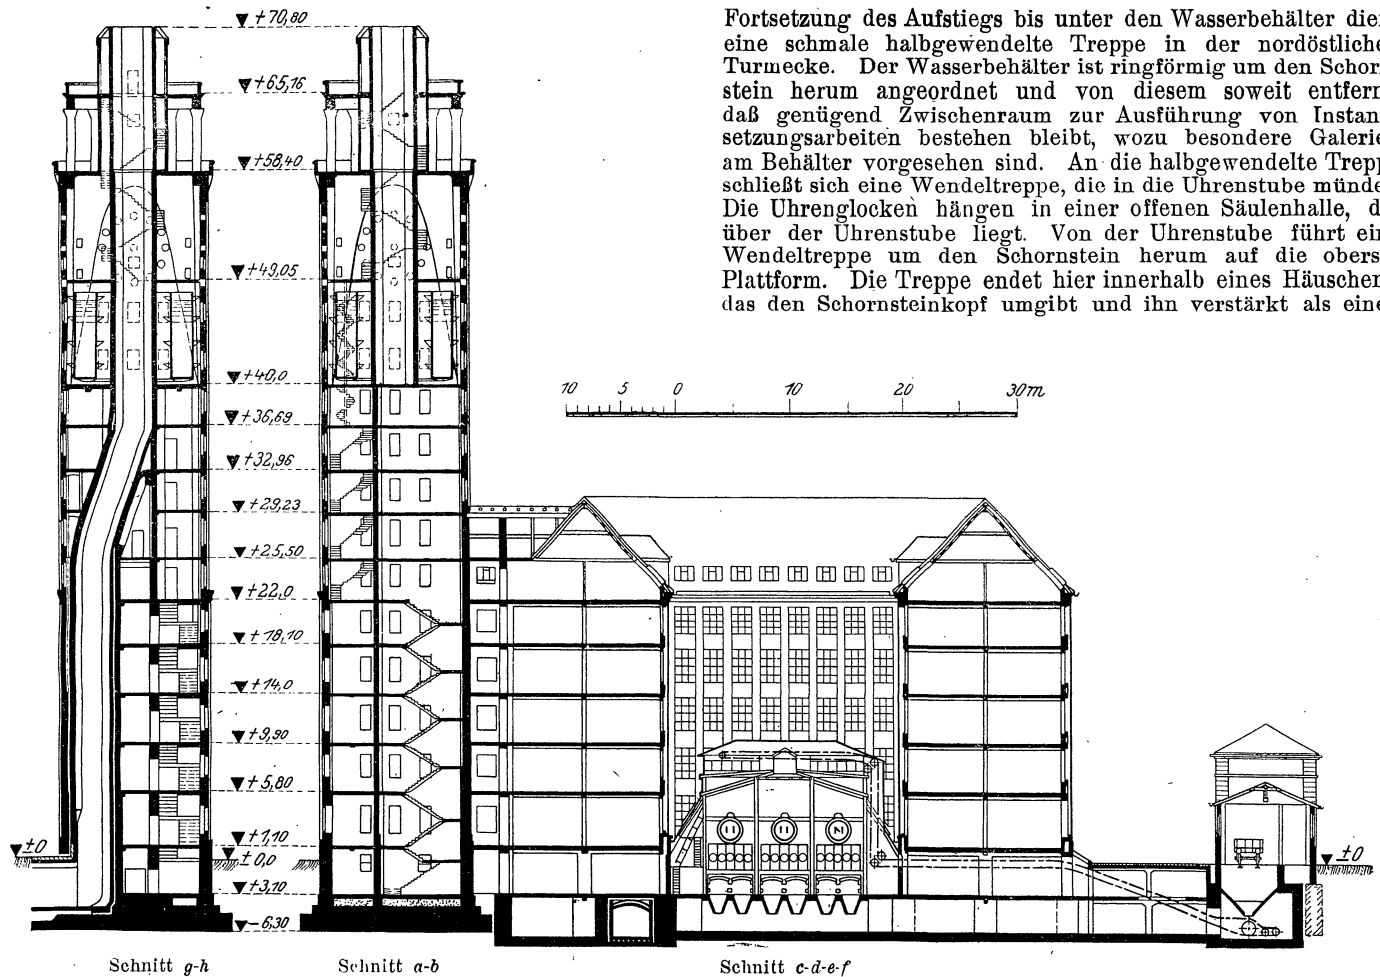 Fortsetzung des Aufstiegs bis unter den Wasserbehälter die
eine schmale halbgewendelte Treppe in der nordöstliche
Turmecke. Der Wasserbehälter ist ringförmig um den Schor
stein herum angeordnet und von diesem soweit entfern
daß genügend Zwischenraum zur Ausführung von Instan
setzungsarbeiten bestehen bleibt, wozu besondere Galerie
am Behälter vorgesehen sind. An die halbgewendelte Trepp
schließt sich eine Wendeltreppe, die in die Uhrenstube münde
Die Uhrenglocken hängen in einer offenen Säulenhalle, d
über der Uhrenstube liegt. Von der Uhrenstube führt ein
Wendeltreppe um den Schornstein herum auf die obers
Plattform. Die Treppe endet hier innerhalb eines Häuschen
das den Schornsteinkopf umgibt und ihn verstärkt als eine
+70,80
+65,16
+58,40
+49,05
+40,0
+36,69
+32,96
+29,23
+25,50
+22,0
+18,10
+14,0
+9,90
+5,80
+1,10
±0
±0,0
±0
+3,10
-6,30
10 5 0 10 20 30 m
Schnitt g-h
Schnitt a-b
Schnitt c-d-e-f